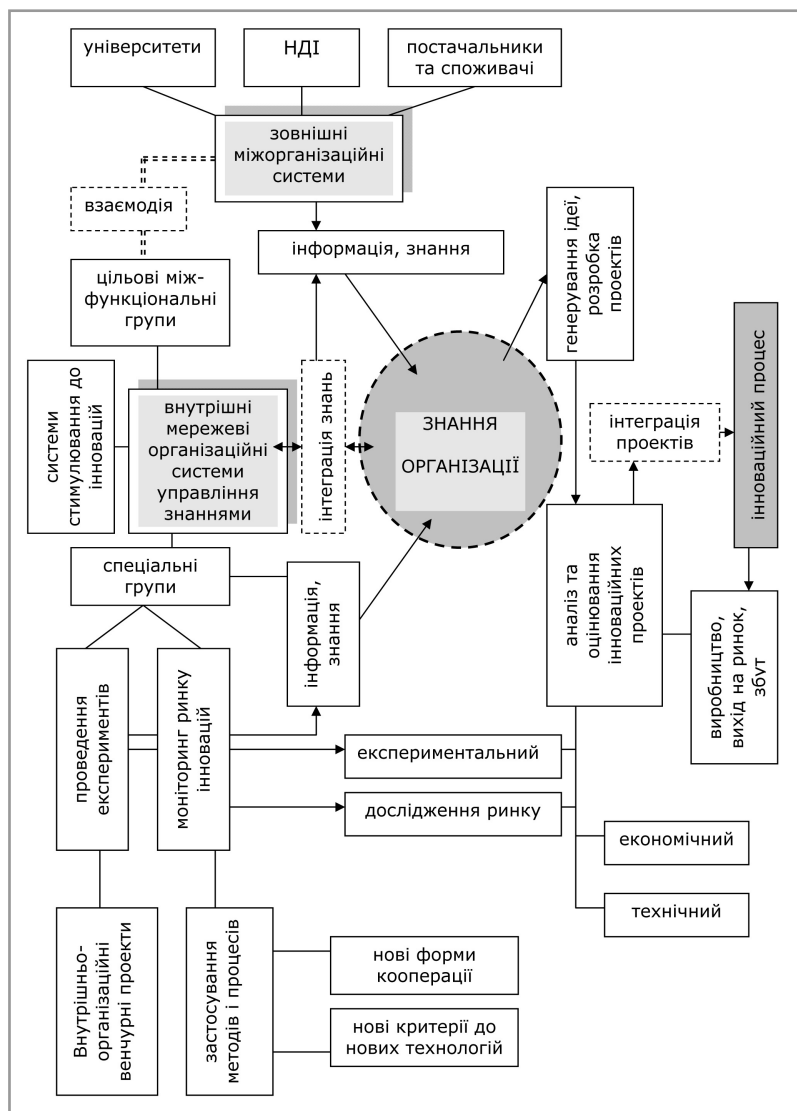 університети
НДІ
постачальники
та споживачі
зовнішні
міжорганізаційні
системи
взаємодія
інформація, знання
генерування ідеї,
розробка
проектів
цільові між-
функціональні
групи
системи
стимулювання до
інновацій
внутрішні
мережеві
організаційні
системи
управління
знаннями
інтеграція знань
ЗНАННЯ
ОРГАНІЗАЦІЇ
інтеграція
проектів
інноваційний процес
спеціальні
групи
інформація,
знання
аналіз та
оцінювання
інноваційних
проектів
виробництво,
вихід на ринок,
збут
проведення
експериментів
моніторинг ринку
інновацій
експериментальний
дослідження ринку
економічний
технічний
Внутрішньо-
організаційні
венчурні проекти
застосування
методів і процесів
нові форми
кооперації
нові критерії до
нових технологій